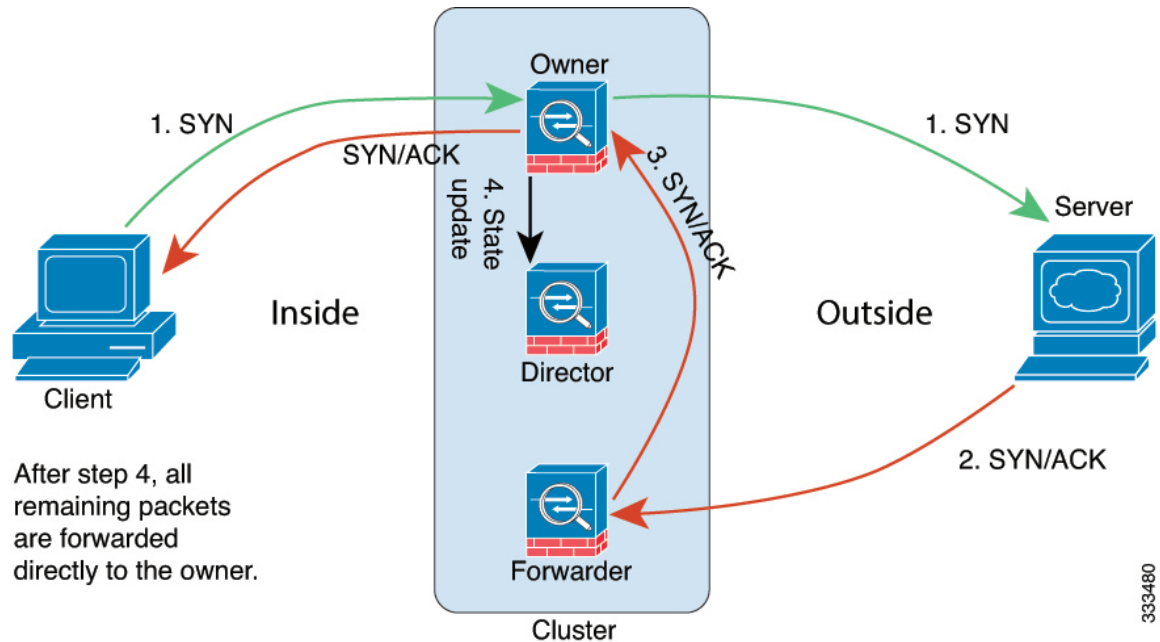 Owner
1. SYN
1. SYN
SYN/ACK
3. SYN/ACK
4. State
update
Server
Inside
Outside
Director
Client
2. SYN/ACK
After step 4, all
remaining packets
are forwarded
directly to the owner.
Forwarder
333480
Cluster